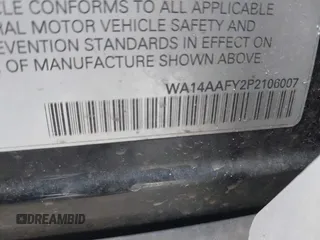 CLE CONFORMS TO ALL APPLICABLE
RAL MOTOR VEHICLE SAFETY AND
EVENTION STANDARDS IN EFFECT
OF MANUFACTURE SHOWN ABOVE.
WA14AAFY2P2106007
DREAMBID